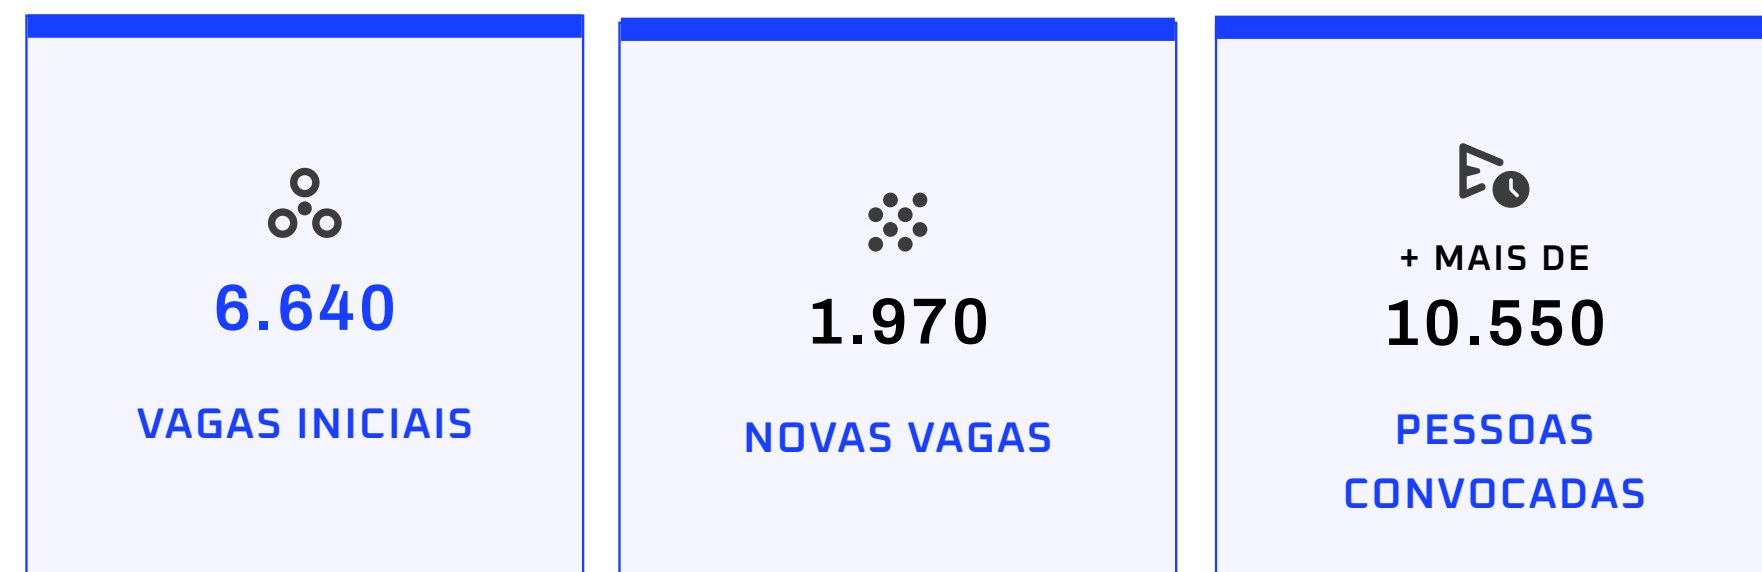 6.640
VAGAS INICIAIS
1.970
NOVAS VAGAS
+ MAIS DE
10.550
PESSOAS
CONVOCADAS